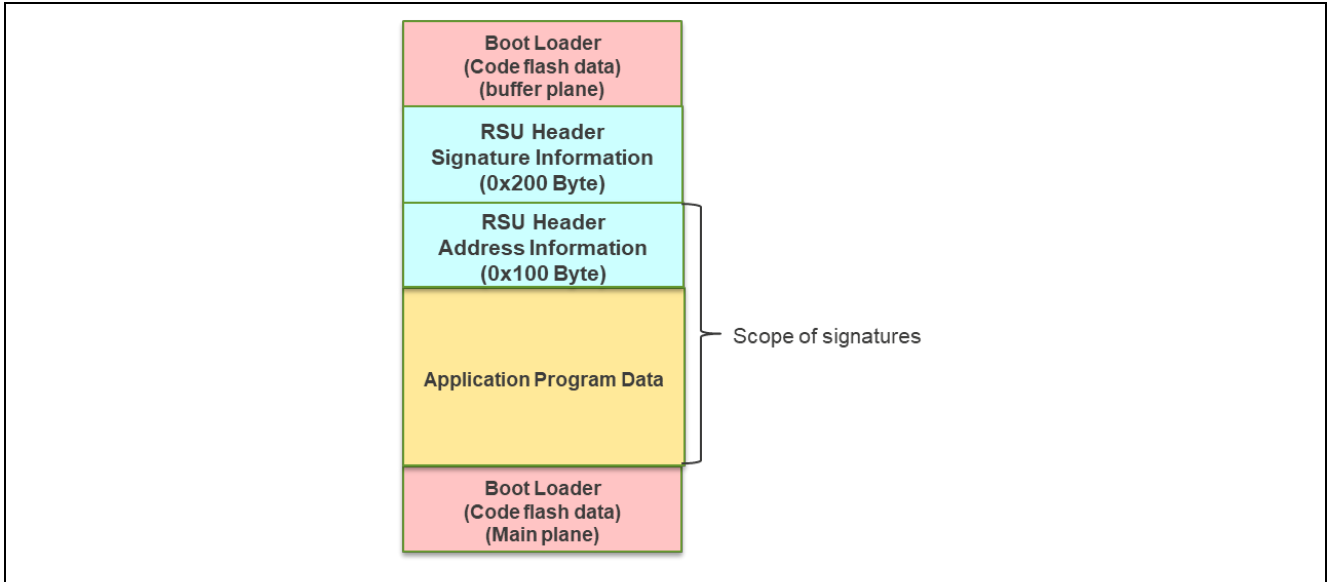 Boot Loader
(Code flash data)
(buffer plane)
RSU Header
Signature Information
(0x200 Byte)
RSU Header
Address Information
(0x100 Byte)
Scope of signatures
Application Program Data
Boot Loader
(Code flash data)
(Main plane)